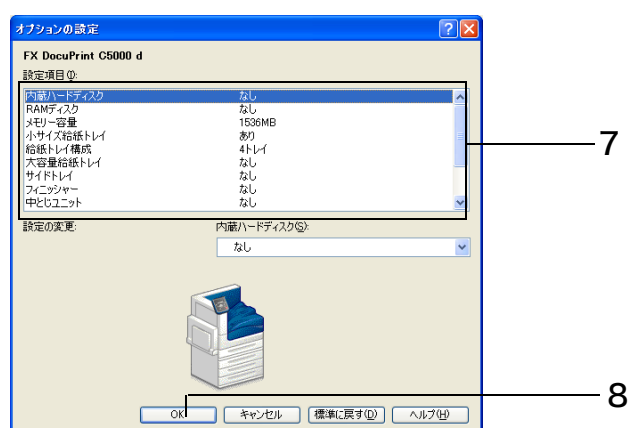 オプションの設定
FX DocuPrint C5000 d
設定項目(I):
内蔵ハードディスク なし
RAMディスク なし
メモリー容量 1536MB
小サイズ給紙トレイ あり
給紙トレイ構成 4トレイ
大容量給紙トレイ なし
サイドトレイ なし
フィニッシャー なし
中とじユニット なし
7
設定の変更: 内蔵ハードディスク(S):
なし
8
OK キャンセル 標準に戻す(D) ヘルプ(H)